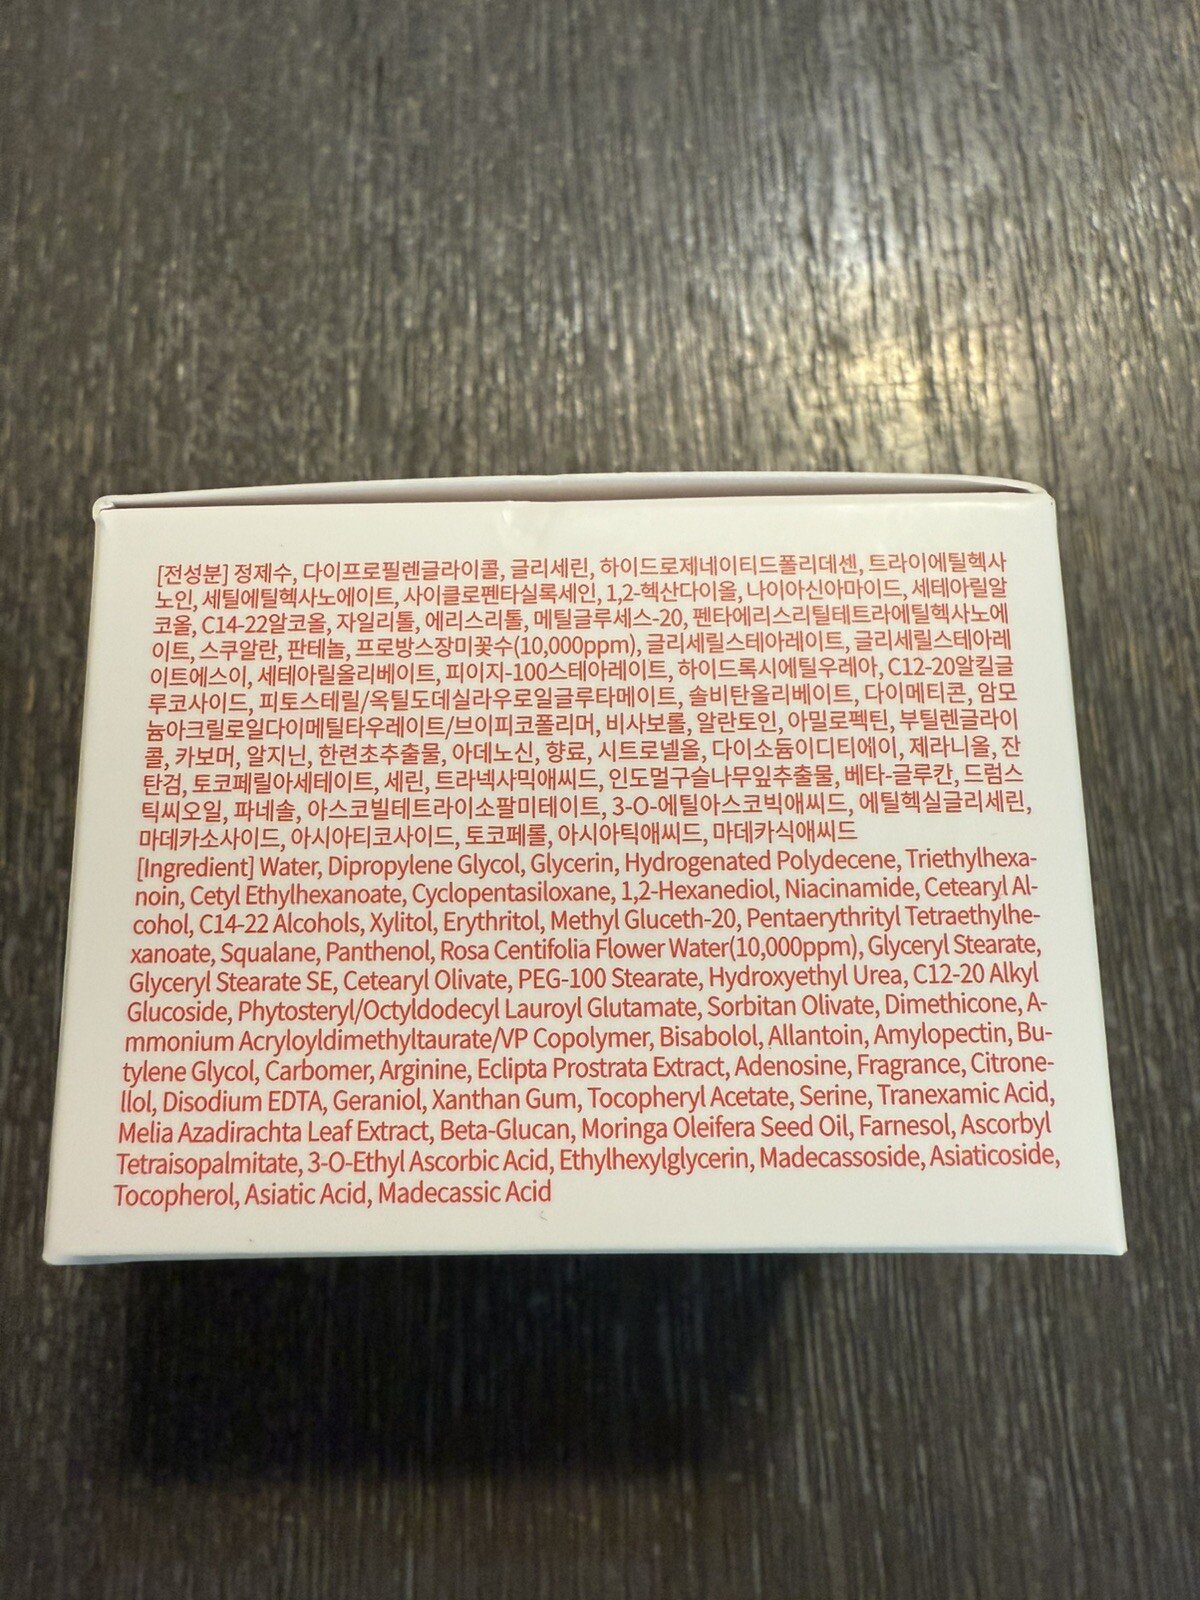 [전성분] 정제수, 다이프로필렌글라이콜, 글리세린, 하이드로제네이티드폴리데센, 트라이에틸헥사
노인, 세틸에틸헥사노에이트, 사이클로펜타실록세인, 1,2-헥산다이올, 나이아신아마이드, 세테아릴알
코올, C14-22알코올, 자일리톨, 에리스리톨, 메틸글루세스-20, 펜타에리스리틸테트라에틸헥사노에
이트, 스쿠알란, 판테놀, 프로방스장미꽃수(10,000ppm), 글리세릴스테아레이트, 글리세릴스테아레
이트에스이, 세테아릴올리베이트, 피이지-100스테아레이트, 하이드록시에틸우레아, C12-20알킬글
루코사이드, 피토스테릴/옥틸도데실라우로일글루타메이트, 솔비탄올리베이트, 다이메티콘, 암모
늄아크릴로일다이메틸타우레이트/브이피코폴리머, 비사보롤, 알란토인, 아밀로펙틴, 부틸렌글라이
콜, 카보머, 알지닌, 한련초추출물, 아데노신, 향료, 시트로넬올, 다이소듐이디티에이, 제라니올, 잔
탄검, 토코페릴아세테이트, 세린, 트라넥사믹애씨드, 인도멀구슬나무잎추출물, 베타-글루칸, 드럼스
틱씨오일, 파네솔, 아스코빌테트라이소팔미테이트, 3-O-에틸아스코빅애씨드, 에틸헥실글리세린,
마데카소사이드, 아시아티코사이드, 토코페롤, 아시아틱애씨드, 마데카식애씨드
[Ingredient] Water, Dipropylene Glycol, Glycerin, Hydrogenated Polydecene, Triethylhexa-
noin, Cetyl Ethylhexanoate, Cyclopentasiloxane, 1,2-Hexanediol, Niacinamide, Cetearyl Al-
cohol, C14-22 Alcohols, Xylitol, Erythritol, Methyl Gluceth-20, Pentaerythrityl Tetraethylhe-
xanoate, Squalane, Panthenol, Rosa Centifolia Flower Water(10,000ppm), Glyceryl Stearate,
Glyceryl Stearate SE, Cetearyl Olivate, PEG-100 Stearate, Hydroxyethyl Urea, C12-20 Alkyl
Glucoside, Phytosteryl/Octyldodecyl Lauroyl Glutamate, Sorbitan Olivate, Dimethicone, A-
mmonium Acryloyldimethyltaurate/VP Copolymer, Bisabolol, Allantoin, Amylopectin, Bu-
tylene Glycol, Carbomer, Arginine, Eclipta Prostrata Extract, Adenosine, Fragrance, Citrone-
llol, Disodium EDTA, Geraniol, Xanthan Gum, Tocopheryl Acetate, Serine, Tranexamic Acid,
Melia Azadirachta Leaf Extract, Beta-Glucan, Moringa Oleifera Seed Oil, Farnesol, Ascorbyl
Tetraisopalmitate, 3-O-Ethyl Ascorbic Acid, Ethylhexylglycerin, Madecassoside, Asiaticoside,
Tocopherol, Asiatic Acid, Madecassic Acid